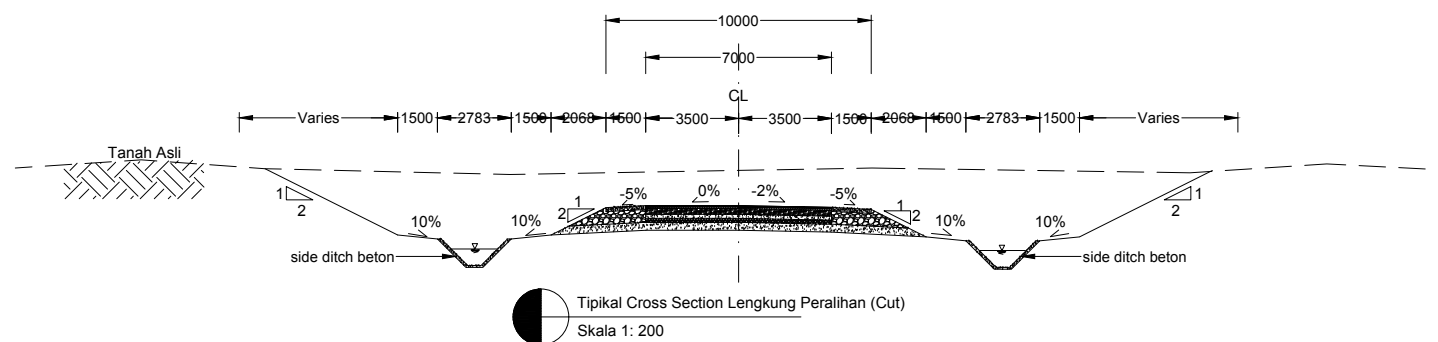 10000
7000
CL
Varies 1500 2783 1500 2068 1500 3500 3500 1500 2068 1500 2783 1500 Varies
Tanah Asli
1
2
10%
10%
2
1
-5%
0%
-2%
-5%
1
2
10%
10%
1
2
side ditch beton
side ditch beton
Tipikal Cross Section Lengkung Peralihan (Cut)
Skala 1: 200